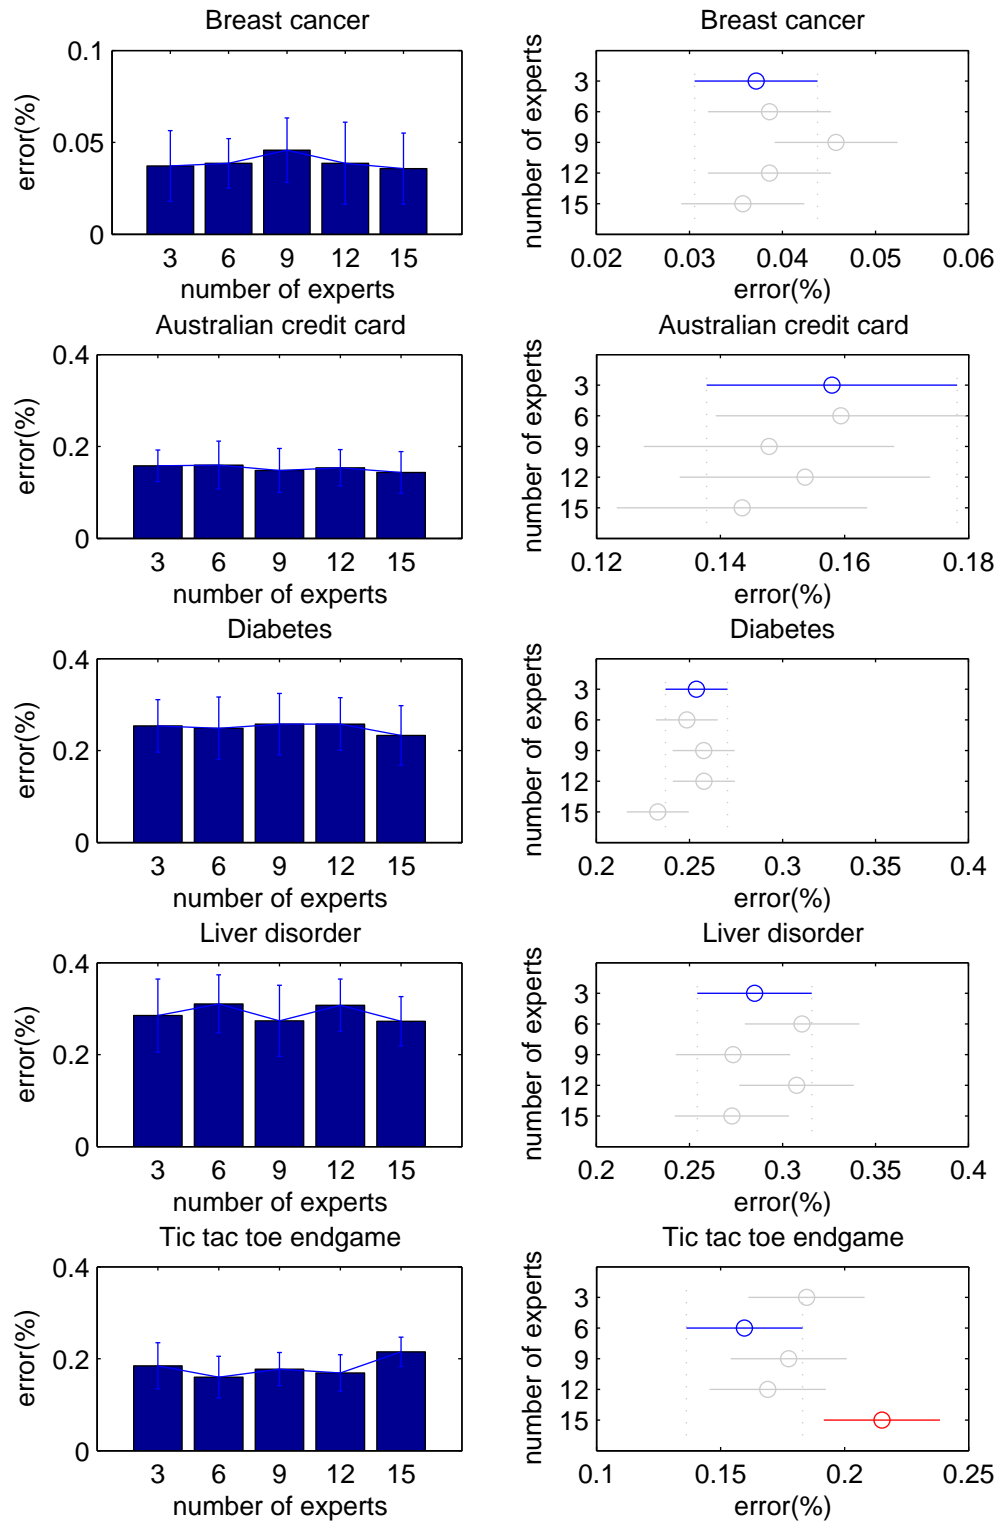 Breast cancer
0.1
0.05
0
error(%)
3 6 9 12 15
number of experts
Breast cancer
3
6
9
12
15
number of experts
0.02 0.03 0.04 0.05 0.06
error(%)
Australian credit card
0.4
0.2
0
error(%)
3 6 9 12 15
number of experts
Australian credit card
3
6
9
12
15
number of experts
0.12 0.14 0.16 0.18
error(%)
Diabetes
0.4
0.2
0
error(%)
3 6 9 12 15
number of experts
Diabetes
3
6
9
12
15
number of experts
0.2 0.25 0.3 0.35 0.4
error(%)
Liver disorder
0.4
0.2
0
error(%)
3 6 9 12 15
number of experts
Liver disorder
3
6
9
12
15
number of experts
0.2 0.25 0.3 0.35 0.4
error(%)
Tic tac toe endgame
0.4
0.2
0
error(%)
3 6 9 12 15
number of experts
Tic tac toe endgame
3
6
9
12
15
number of experts
0.1 0.15 0.2 0.25
error(%)